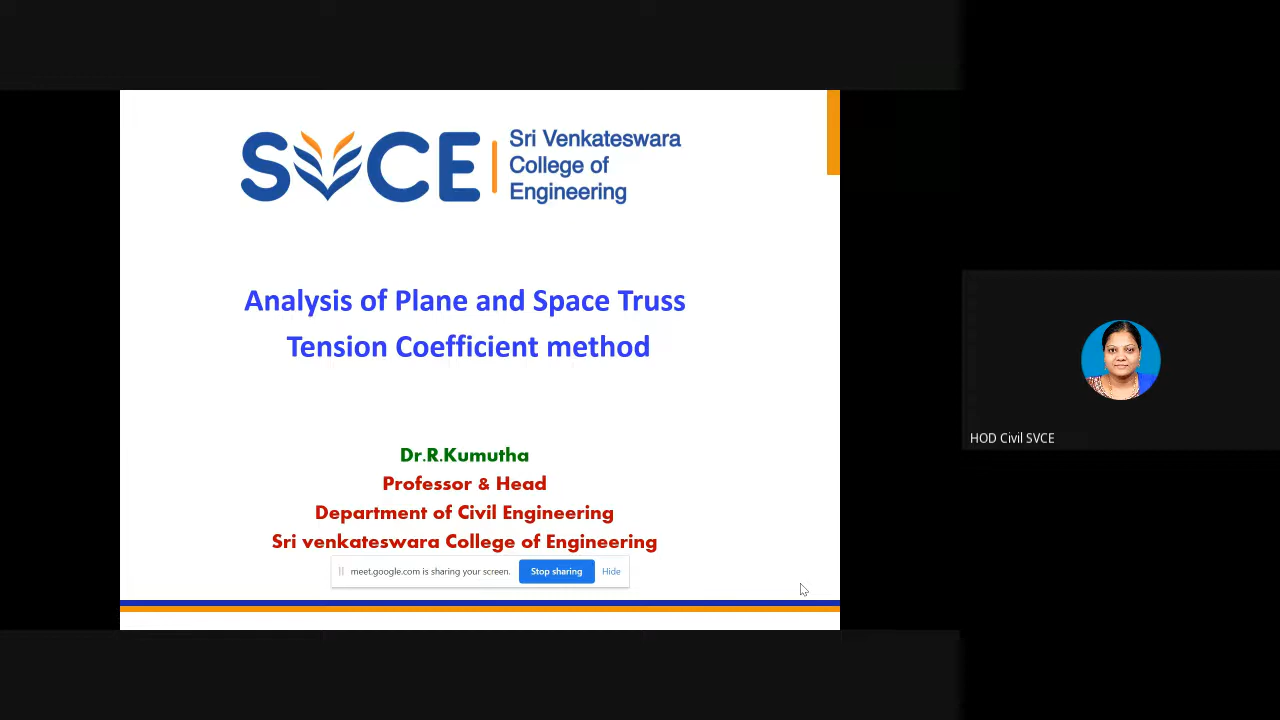 SVCE
Sri Venkateswara
College of
Engineering
Analysis of Plane and Space Truss
Tension Coefficient method
Dr.R.Kumutha
Professor & Head
Department of Civil Engineering
Sri venkateswara College of Engineering
meet.google.com is sharing your screen. Stop sharing Hide
HOD Civil SVCE